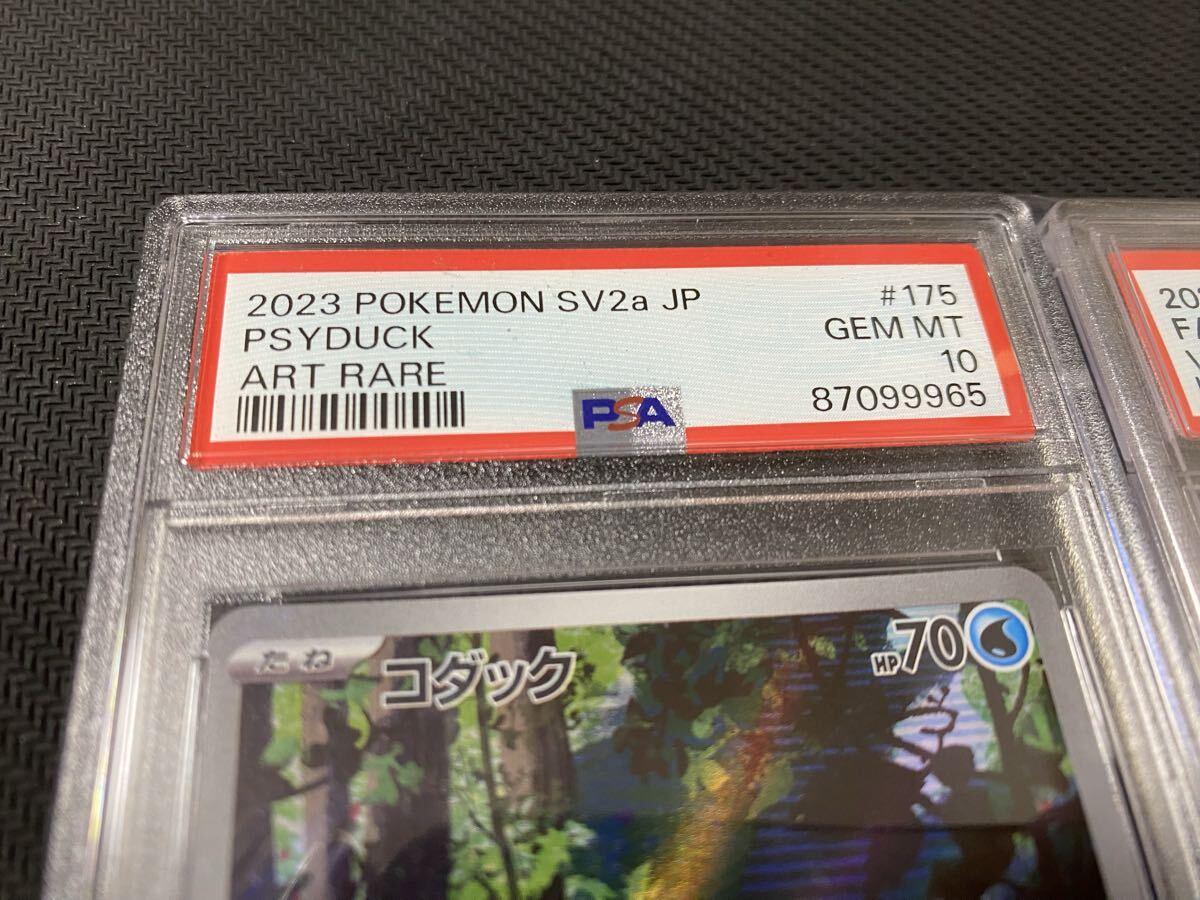 2023 POKEMON SV2a JP #175
PSYDUCK GEM MT
ART RARE 10
PSA 87099965
たね コダック HP70
20